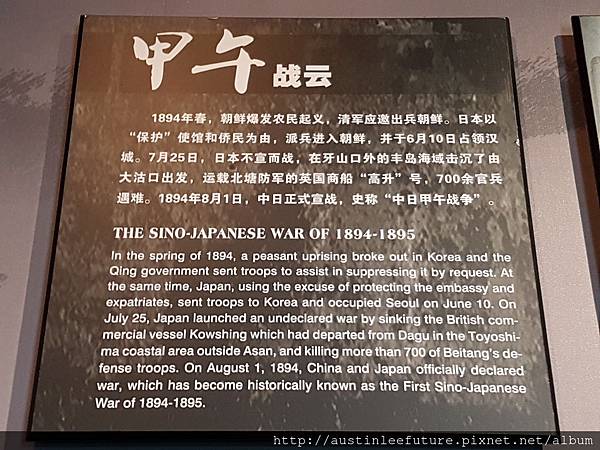 甲午战云
1894年春，朝鲜爆发农民起义，清军应邀出兵朝鲜。日本以
“保护”使馆和侨民为由，派兵进入朝鲜，并于6月10日占领汉
城。7月25日，日本不宣而战，在牙山口外的丰岛海域击沉了由
大沽口出发，运载北塘防军的英国商船“高升”号，700余官兵
遇难。1894年8月1日，中日正式宣战，史称“中日甲午战争”。
THE SINO-JAPANESE WAR OF 1894-1895
In the spring of 1894, a peasant uprising broke out in Korea and the
Qing government sent troops to assist in suppressing it by request. At
the same time, Japan, using the excuse of protecting the embassy and
expatriates, sent troops to Korea and occupied Seoul on June 10. On
July 25, Japan launched an undeclared war by sinking the British com-
mercial vessel Kowshing which had departed from Dagu in the Toyoshi-
ma coastal area outside Asan, and killing more than 700 of Beitang's de-
fense troops. On August 1, 1894, China and Japan officially declared
war, which has become historically known as the First Sino-Japanese
War of 1894-1895.
http://austinleefuture.pixnet.net/album